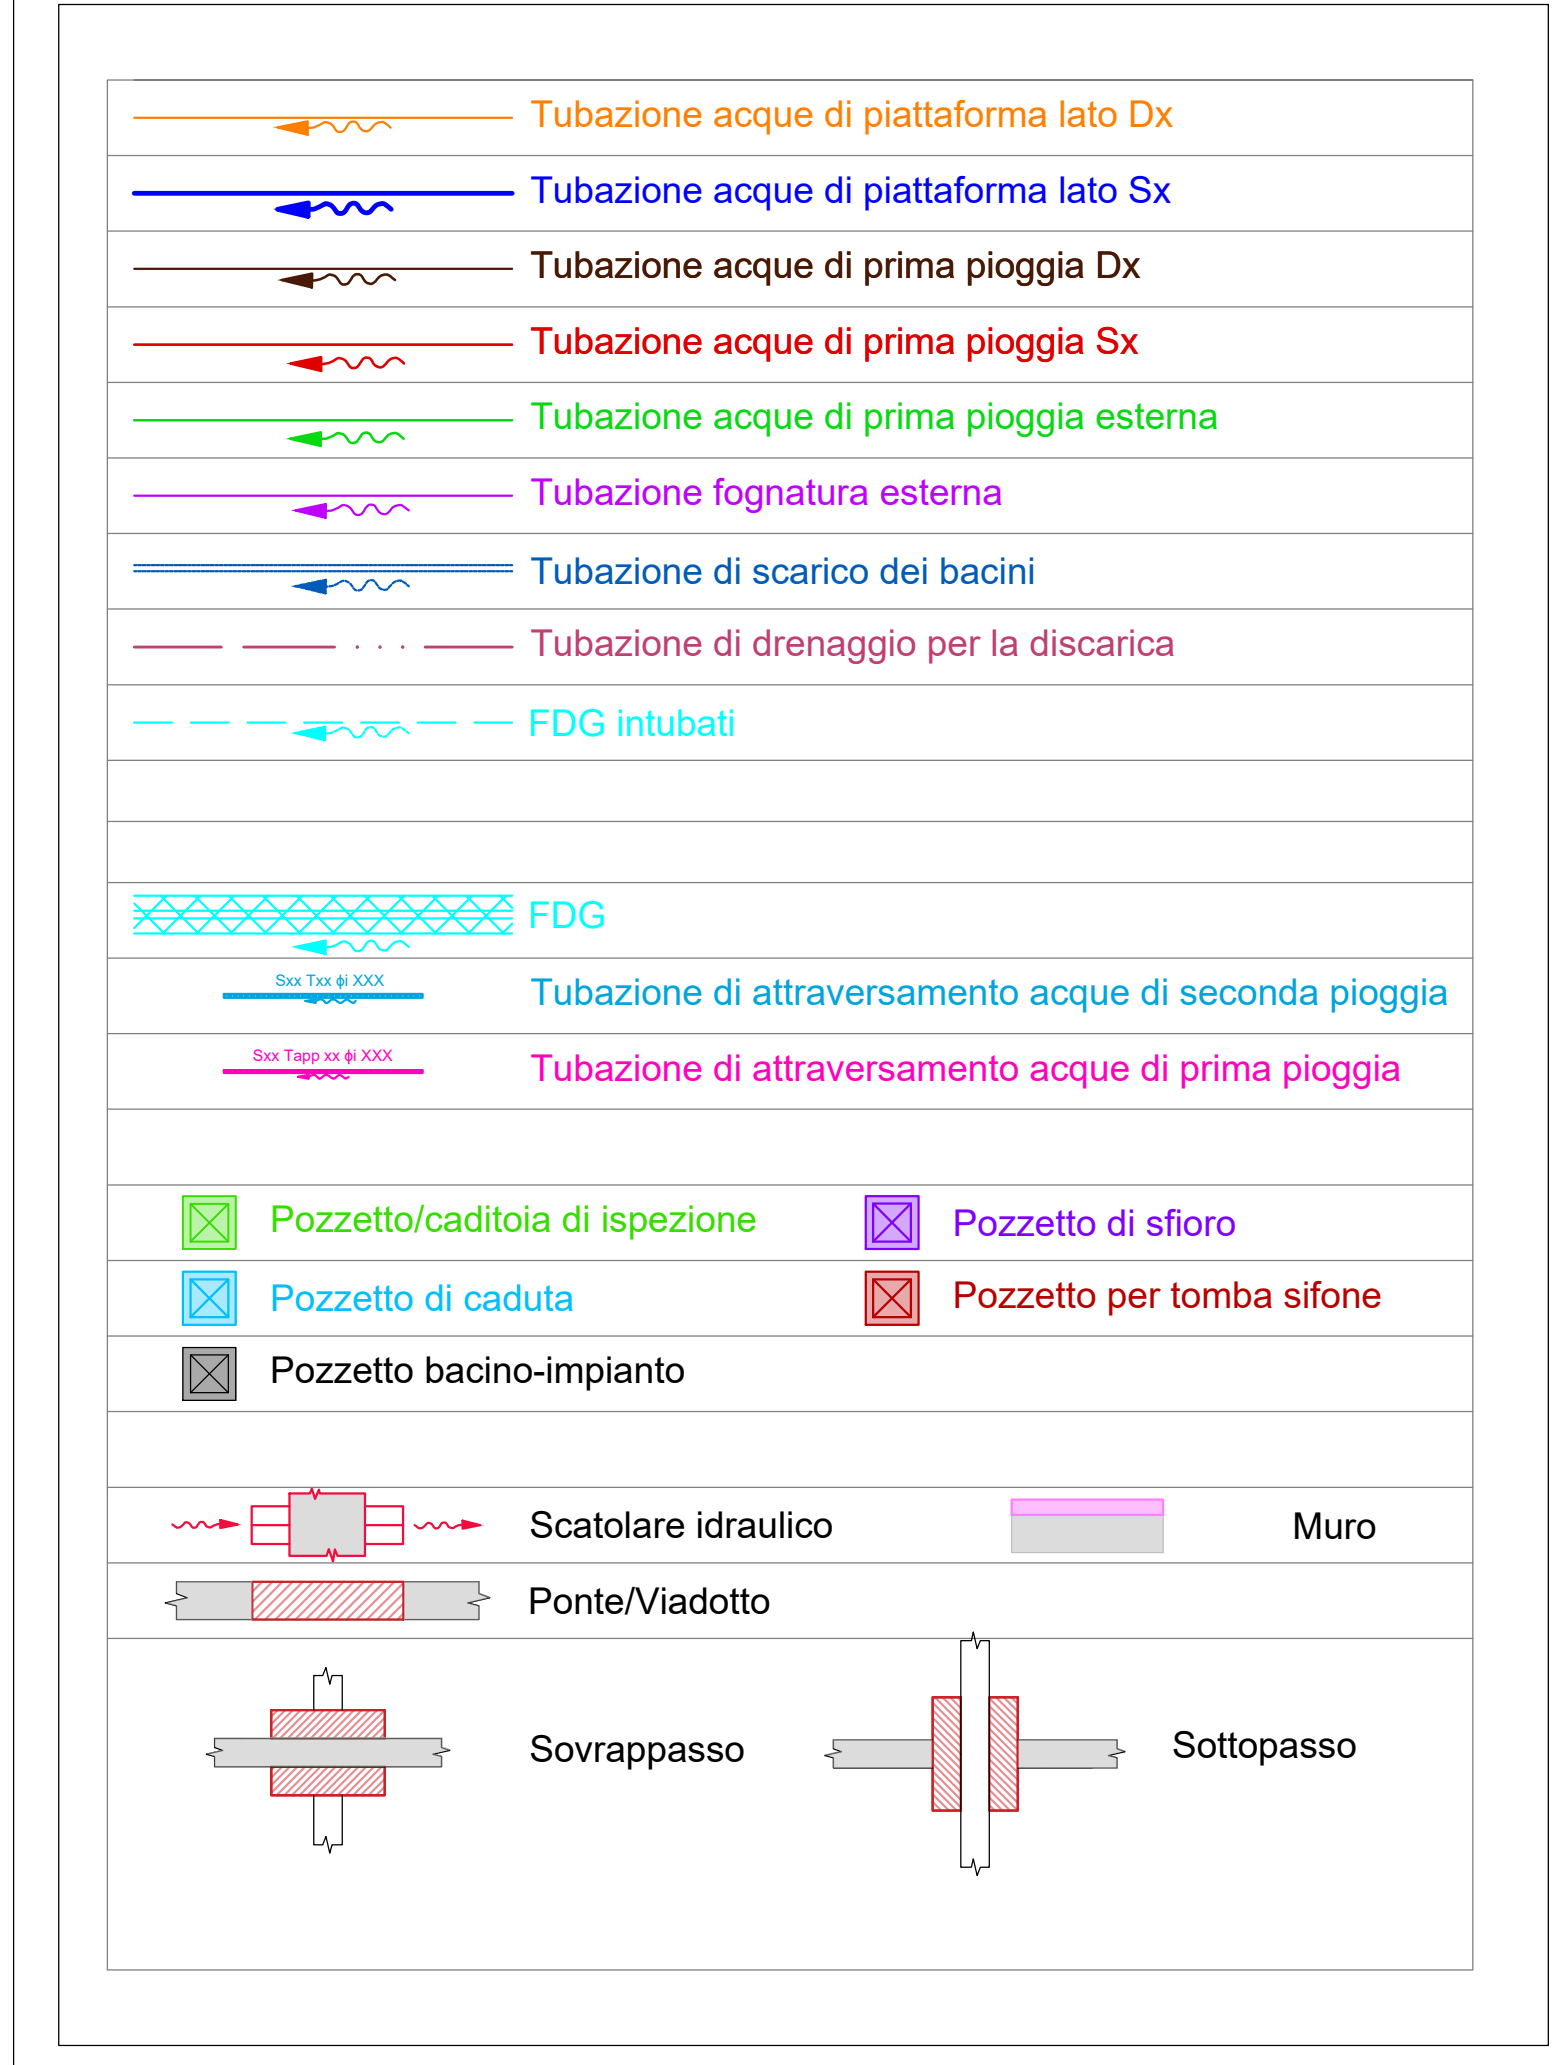 Tubazione acque di piattaforma lato Dx
Tubazione acque di piattaforma lato Sx
Tubazione acque di prima pioggia Dx
Tubazione acque di prima pioggia Sx
Tubazione acque di prima pioggia esterna
Tubazione fognatura esterna
Tubazione di scarico dei bacini
Tubazione di drenaggio per la discarica
FDG intubati
FDG
Sxx Txx ϕi XXX
Tubazione di attraversamento acque di seconda pioggia
Sxx Tapp xx ϕi XXX
Tubazione di attraversamento acque di prima pioggia
Pozzetto/caditoia di ispezione
Pozzetto di sfioro
Pozzetto di caduta
Pozzetto per tomba sifone
Pozzetto bacino-impianto
Scatolare idraulico
Muro
Ponte/Viadotto
Sovrappasso
Sottopasso